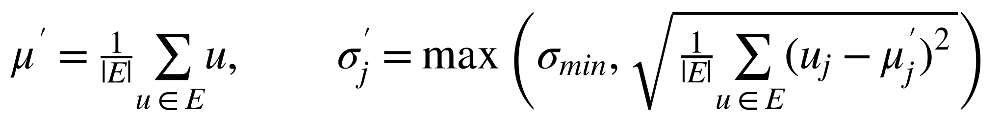 μ′ = 1/|E| ∑_{u ∈ E} u, σ′_j = max(σ_{min}, √(1/|E| ∑_{u ∈ E} (u_j − μ′_j)²))